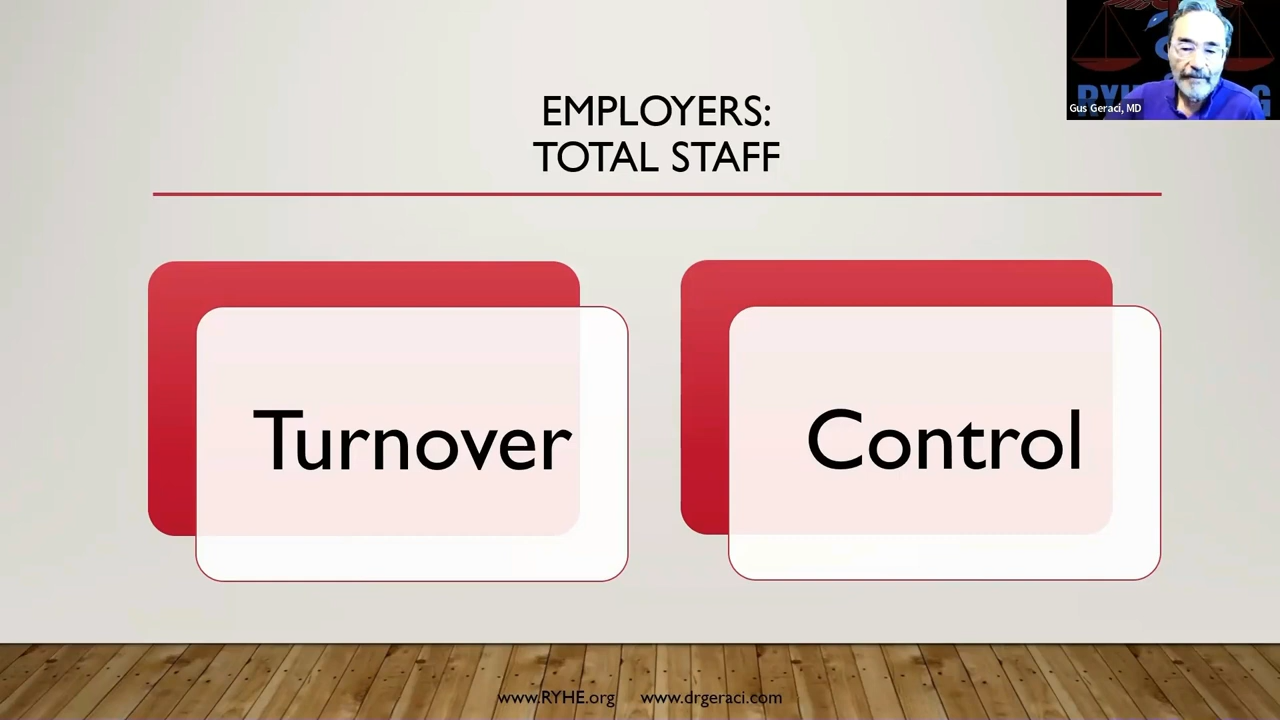 EMPLOYERS:
TOTAL STAFF
Gus Geraci, MD
Turnover
Control
www.RYHE.org www.drgeraci.com